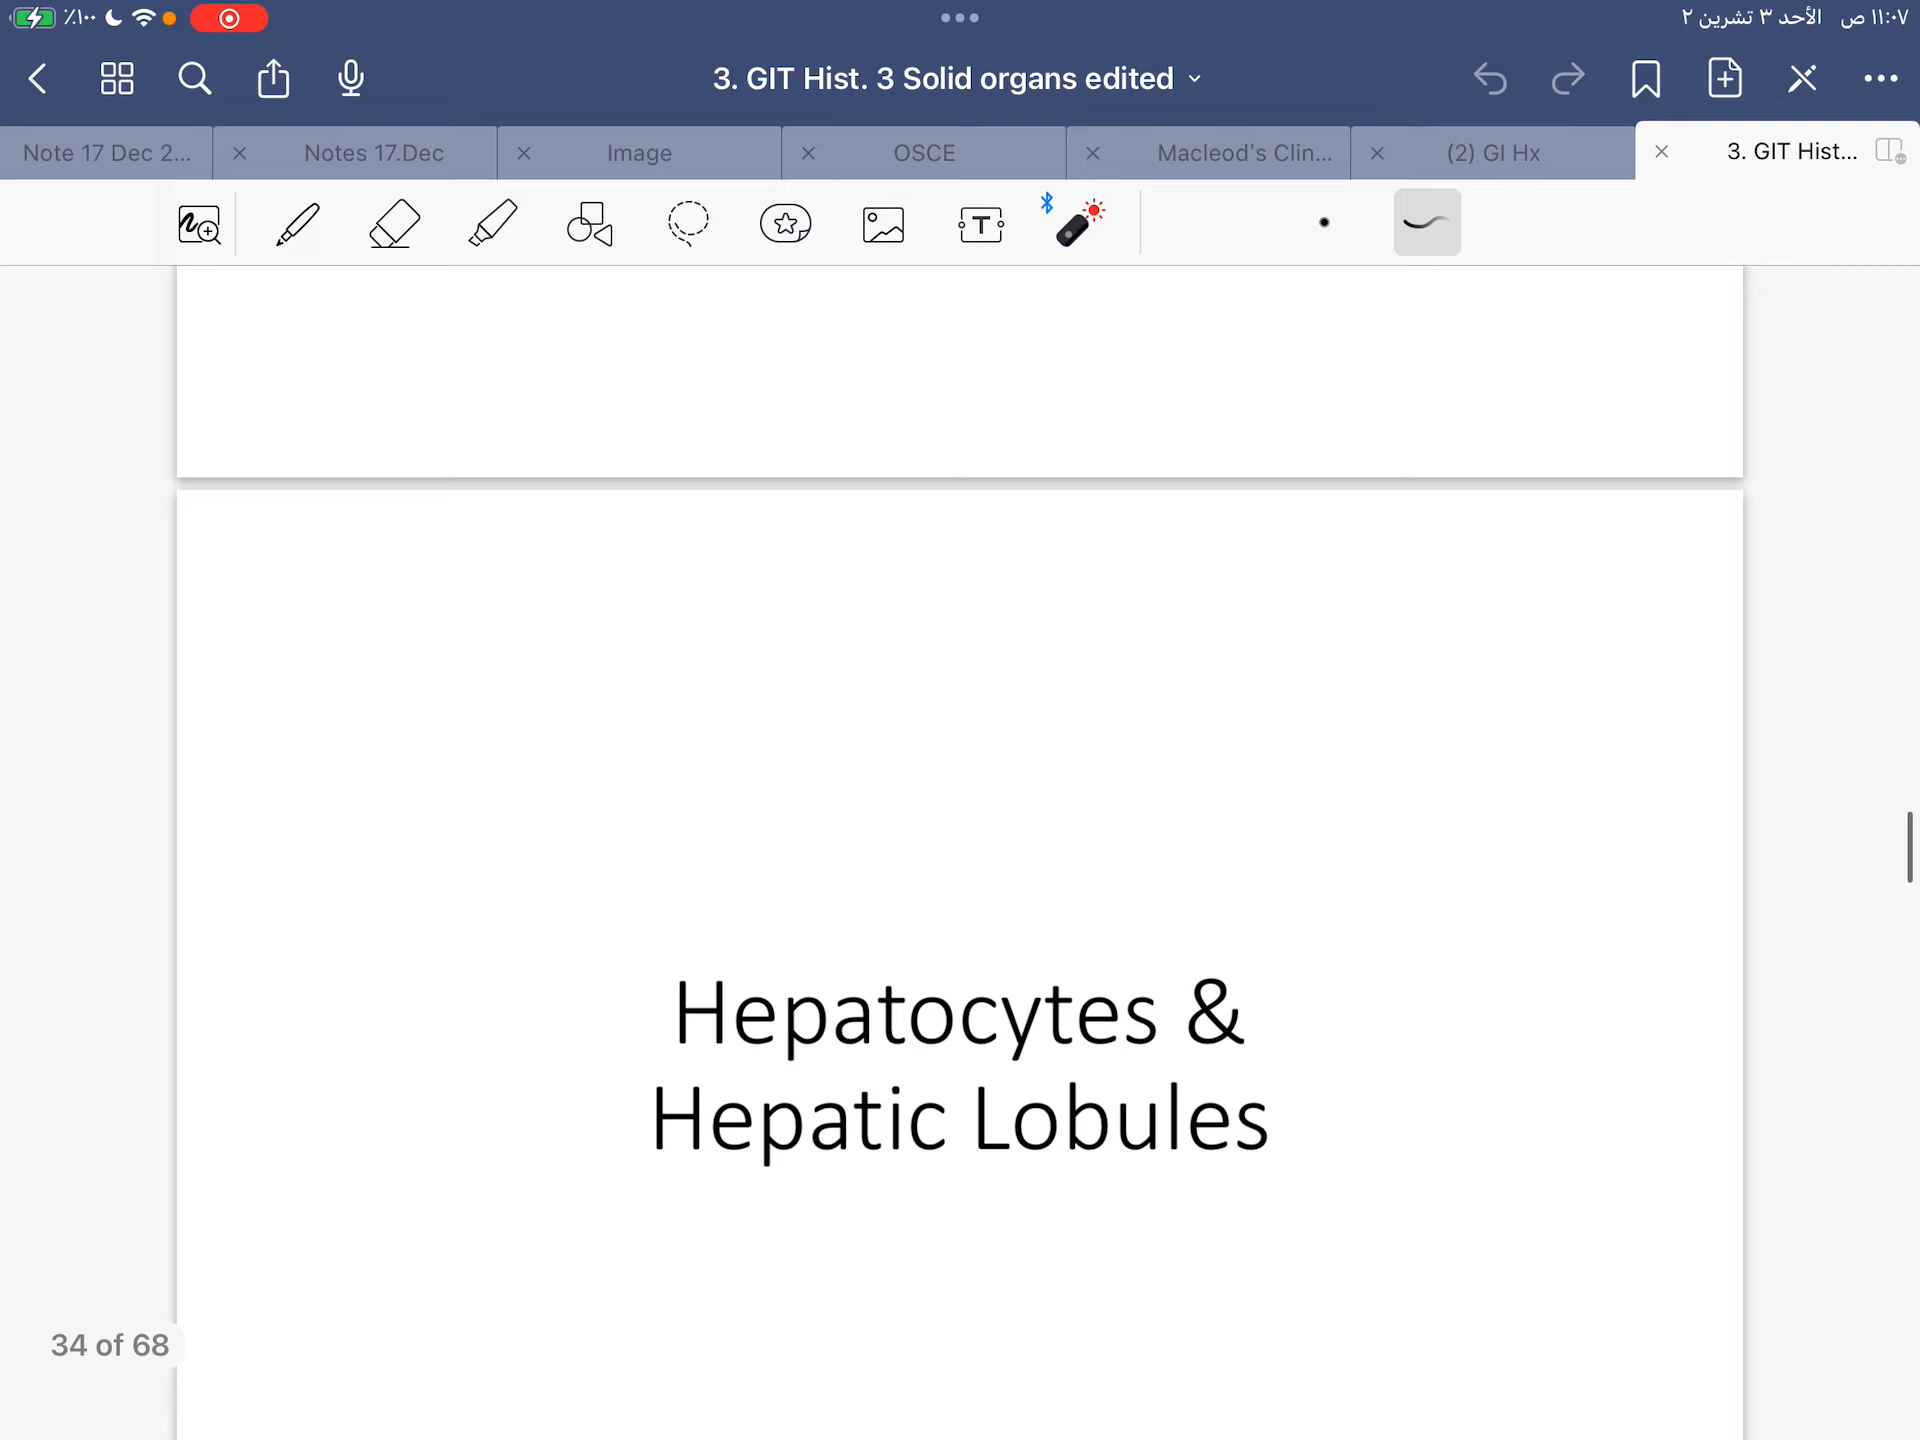 ٪١٠٠
الأحد ٣ تشرين ٢ ١١:٠٧ ص
3. GIT Hist. 3 Solid organs edited
Note 17 Dec 2...
Notes 17.Dec
Image
OSCE
Macleod's Clin...
(2) GI Hx
3. GIT Hist...
T
Hepatocytes &
Hepatic Lobules
34 of 68